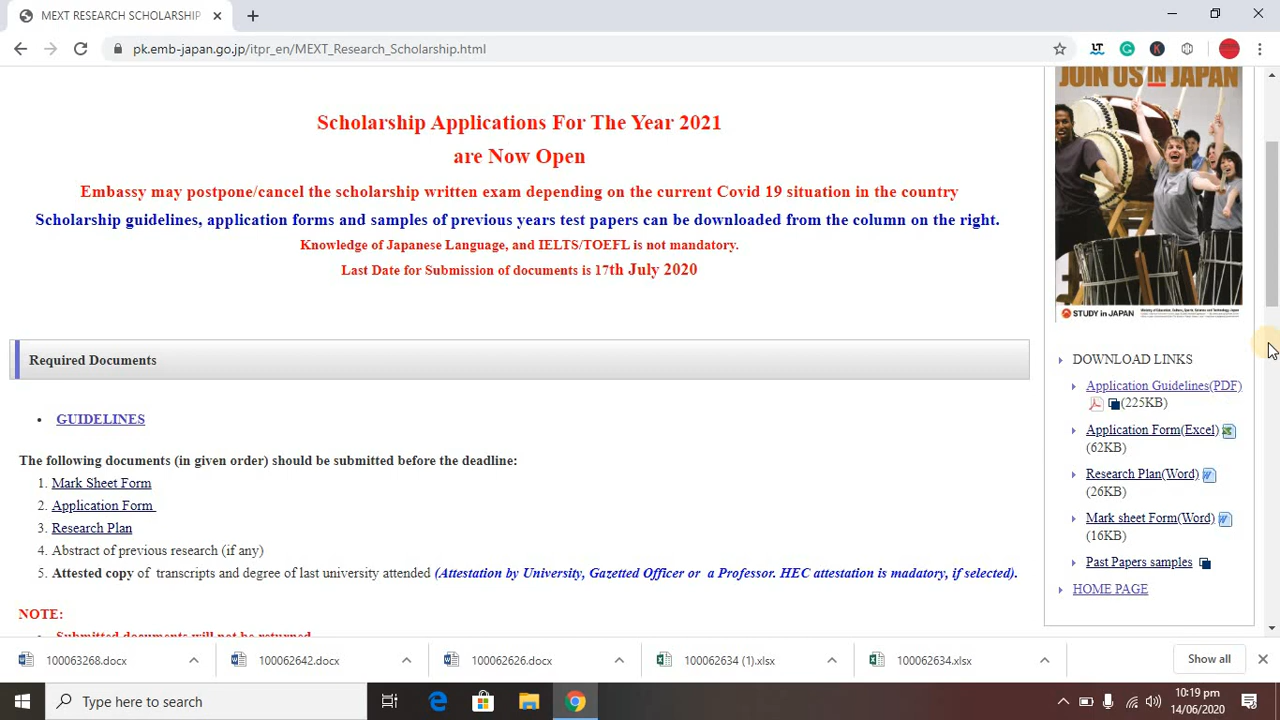 MEXT RESEARCH SCHOLARSHIP
pk.emb-japan.go.jp/itpr_en/MEXT_Research_Scholarship.html
Scholarship Applications For The Year 2021
are Now Open
Embassy may postpone/cancel the scholarship written exam depending on the current Covid 19 situation in the country
Scholarship guidelines, application forms and samples of previous years test papers can be downloaded from the column on the right.
Knowledge of Japanese Language, and IELTS/TOEFL is not mandatory.
Last Date for Submission of documents is 17th July 2020
Required Documents
GUIDELINES
The following documents (in given order) should be submitted before the deadline:
1. Mark Sheet Form
2. Application Form
3. Research Plan
4. Abstract of previous research (if any)
5. Attested copy of transcripts and degree of last university attended (Attestation by University, Gazetted Officer or a Professor. HEC attestation is madatory, if selected).
NOTE:
Submitted documents will not be returned
JOIN US IN JAPAN
STUDY in JAPAN
DOWNLOAD LINKS
Application Guidelines(PDF)
(225KB)
Application Form(Excel)
(62KB)
Research Plan(Word)
(26KB)
Mark sheet Form(Word)
(16KB)
Past Papers samples
HOME PAGE
100063268.docx
100062642.docx
100062626.docx
100062634 (1).xlsx
100062634.xlsx
Show all
Type here to search
10:19 pm
14/06/2020